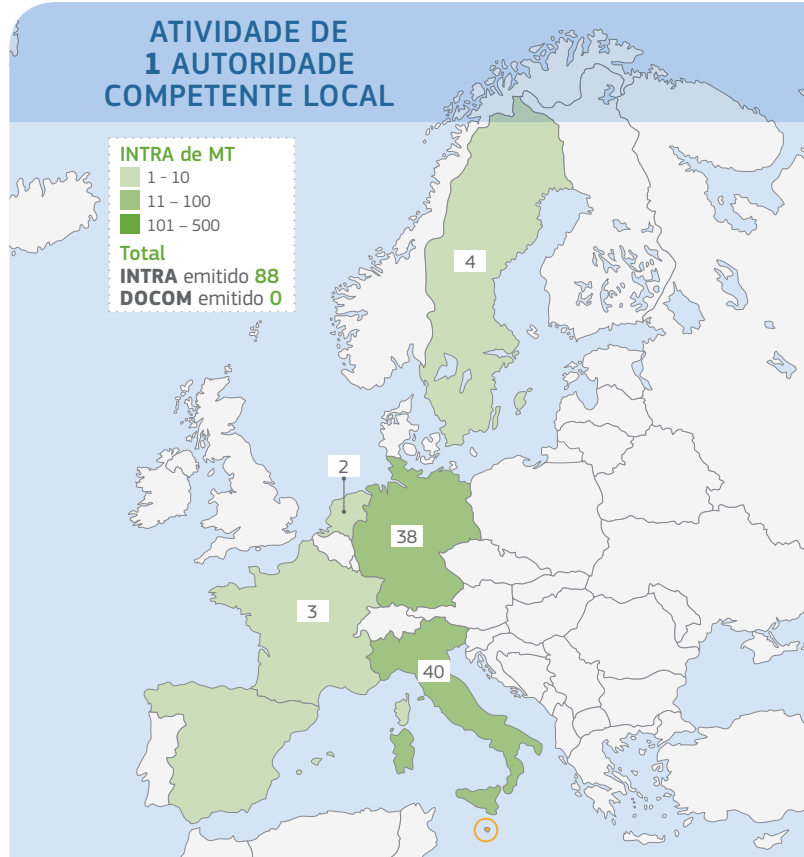 ATIVIDADE DE
1 AUTORIDADE
COMPETENTE LOCAL
INTRA de MT
1 - 10
11 – 100
101 – 500
Total
INTRA emitido 88
DOCOM emitido 0
4
2
38
3
40